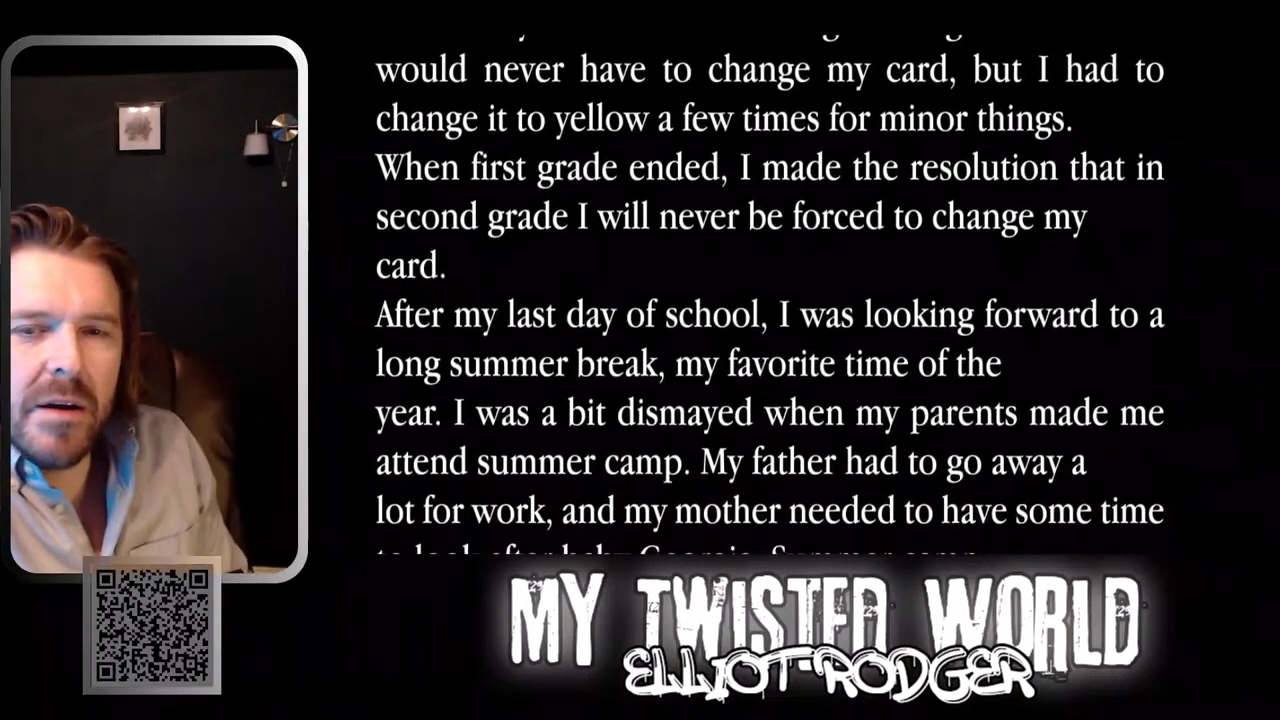 would never have to change my card, but I had to
change it to yellow a few times for minor things.
When first grade ended, I made the resolution that in
second grade I will never be forced to change my
card.
After my last day of school, I was looking forward to a
long summer break, my favorite time of the
year. I was a bit dismayed when my parents made me
attend summer camp. My father had to go away a
lot for work, and my mother needed to have some time
MY TWISTED WORLD
ELLIOT RODGER